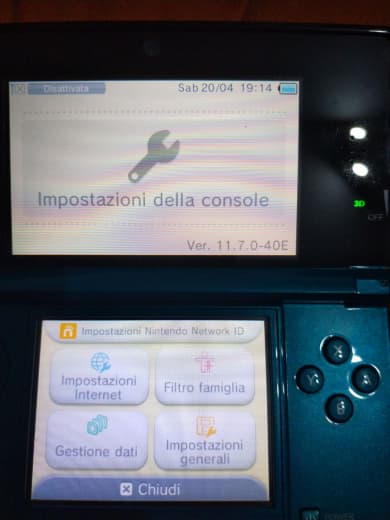 Disattivata
Sab 20/04 19:14
Impostazioni della console
Ver. 11.7.0-40E
3D
OFF
Impostazioni Nintendo Network ID
Impostazioni
Internet
Filtro famiglia
Gestione dati
Impostazioni
generali
X Chiudi
X
Y
B
POWER